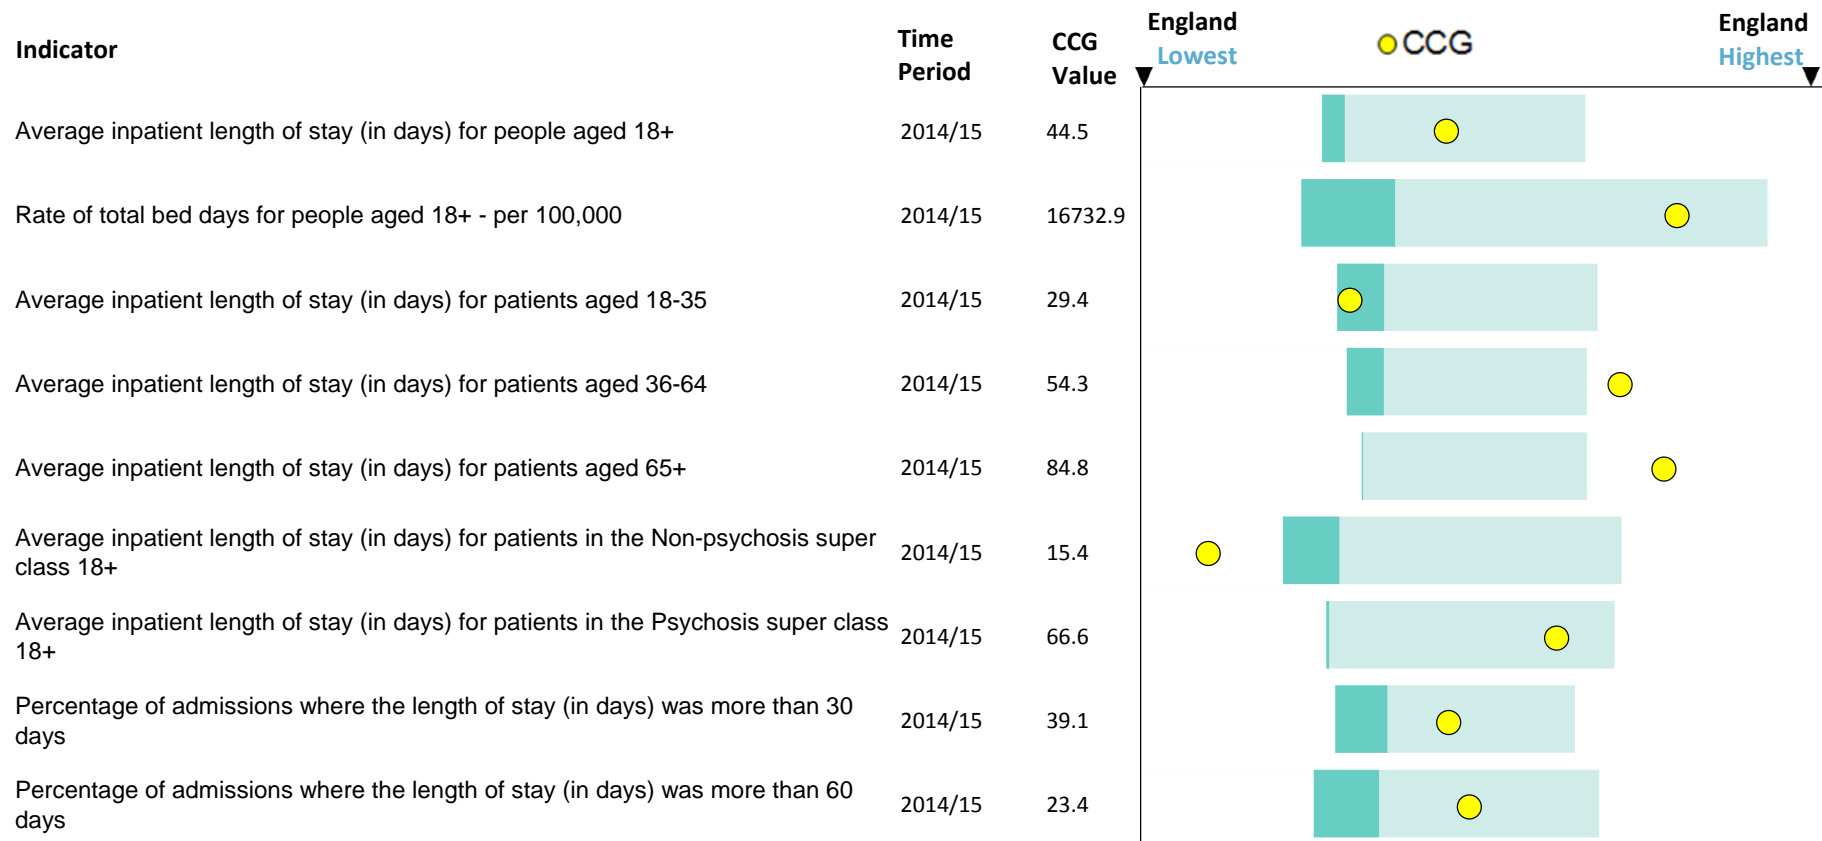 Indicator
Time Period
CCG Value
England Lowest
CCG
England Highest
Average inpatient length of stay (in days) for people aged 18+ 2014/15 44.5
Rate of total bed days for people aged 18+ - per 100,000 2014/15 16732.9
Average inpatient length of stay (in days) for patients aged 18-35 2014/15 29.4
Average inpatient length of stay (in days) for patients aged 36-64 2014/15 54.3
Average inpatient length of stay (in days) for patients aged 65+ 2014/15 84.8
Average inpatient length of stay (in days) for patients in the Non-psychosis super
class 18+ 2014/15 15.4
Average inpatient length of stay (in days) for patients in the Psychosis super class
18+ 2014/15 66.6
Percentage of admissions where the length of stay (in days) was more than 30
days 2014/15 39.1
Percentage of admissions where the length of stay (in days) was more than 60
days 2014/15 23.4